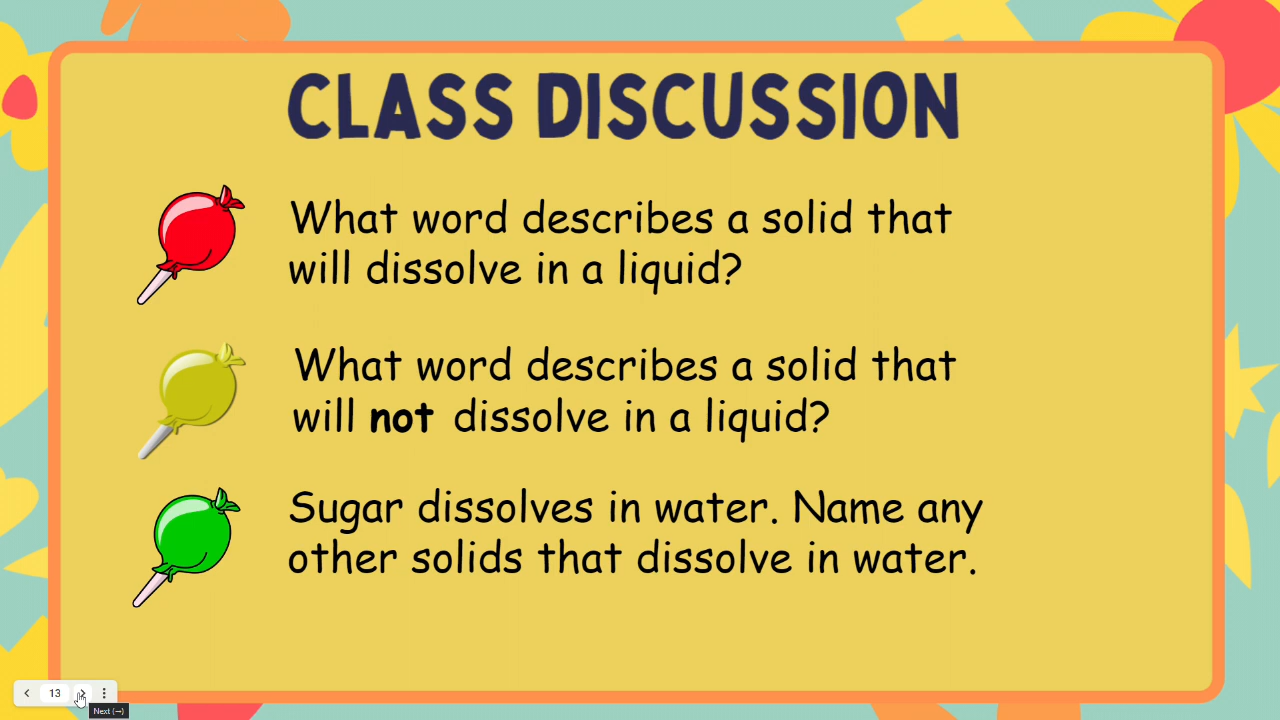 CLASS DISCUSSION
What word describes a solid that
will dissolve in a liquid?
What word describes a solid that
will not dissolve in a liquid?
Sugar dissolves in water. Name any
other solids that dissolve in water.
13
Next (→)